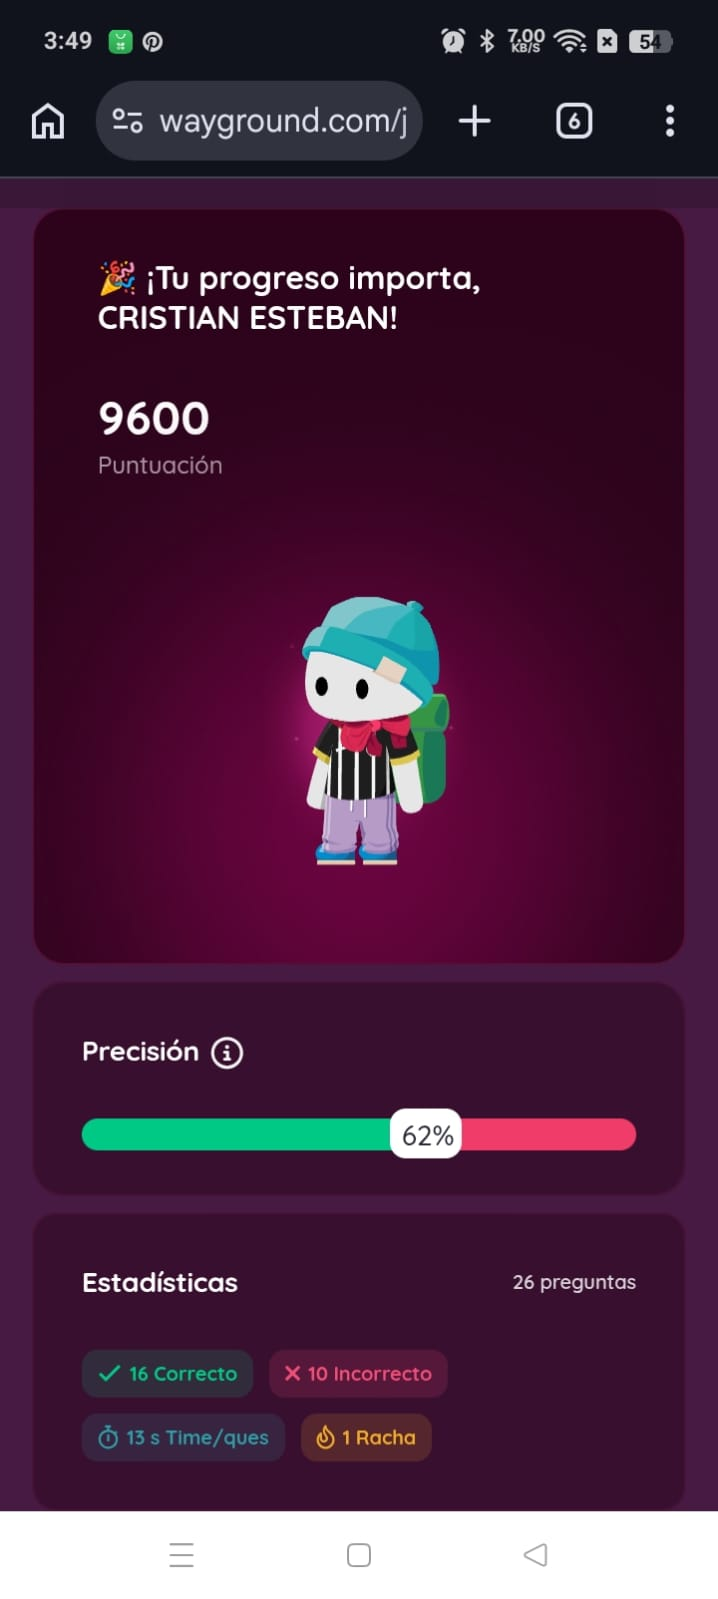 3:49
7.00
KB/S
54
wayground.com/j
6
¡Tu progreso importa,
CRISTIAN ESTEBAN!
9600
Puntuación
Precisión
62%
Estadísticas
26 preguntas
16 Correcto
10 Incorrecto
13 s Time/ques
1 Racha